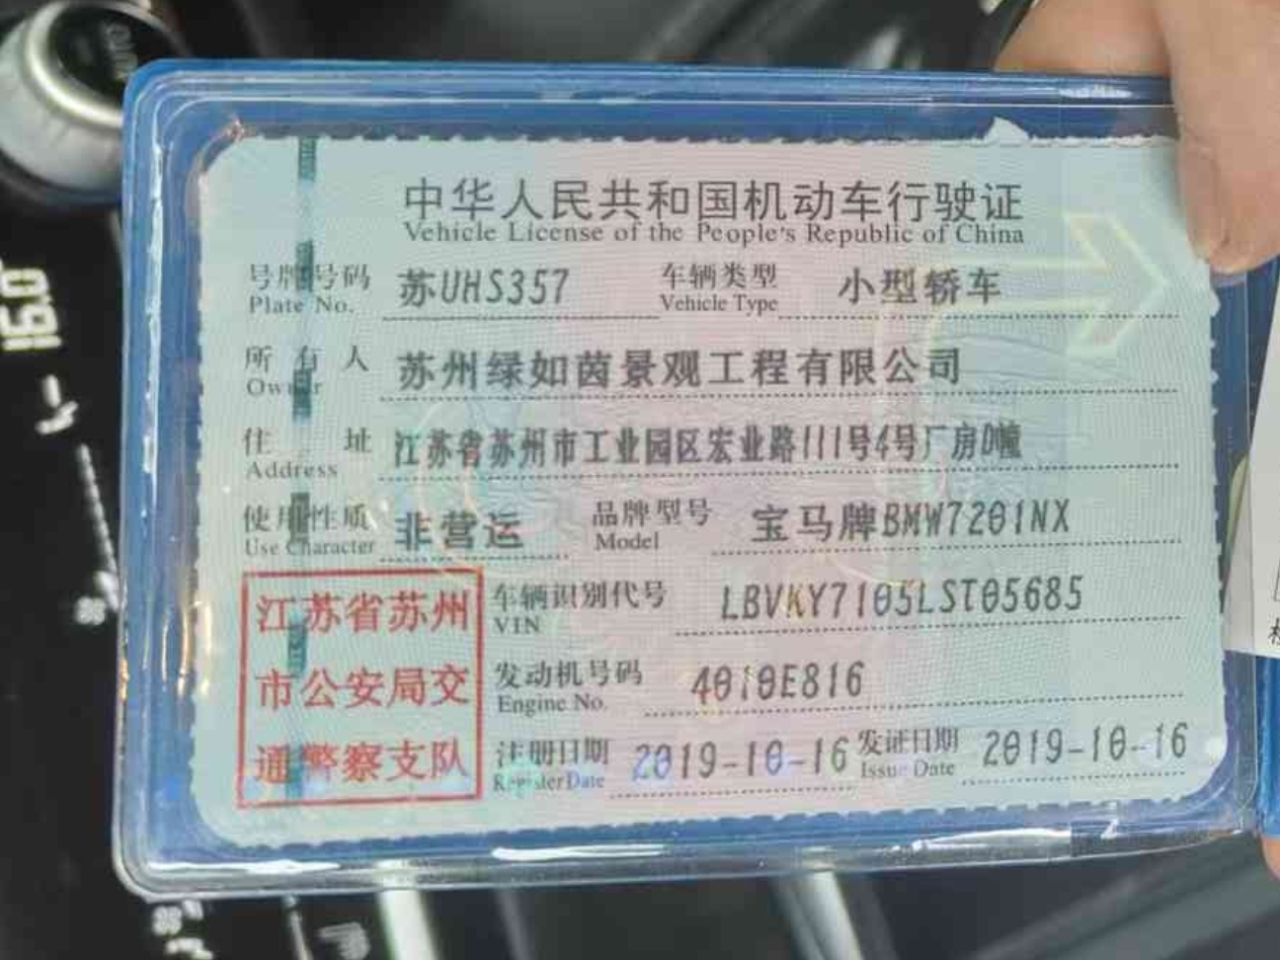 中华人民共和国机动车行驶证
Vehicle License of the People's Republic of China
号牌号码 苏UHS357 车辆类型 小型轿车
Plate No. Vehicle Type
所有人 苏州绿如茵景观工程有限公司
Owner
住址 江苏省苏州市工业园区宏业路111号4号厂房D幢
Address
使用性质 非营运 品牌型号 宝马牌BMW7201NX
Use Character Model
江苏省苏州
市公安局交
通警察支队
车辆识别代号 LBVKY7105LST05685
VIN
发动机号码 4010E816
Engine No.
注册日期 2019-10-16 发证日期 2019-10-16
Register Date Issue Date
160